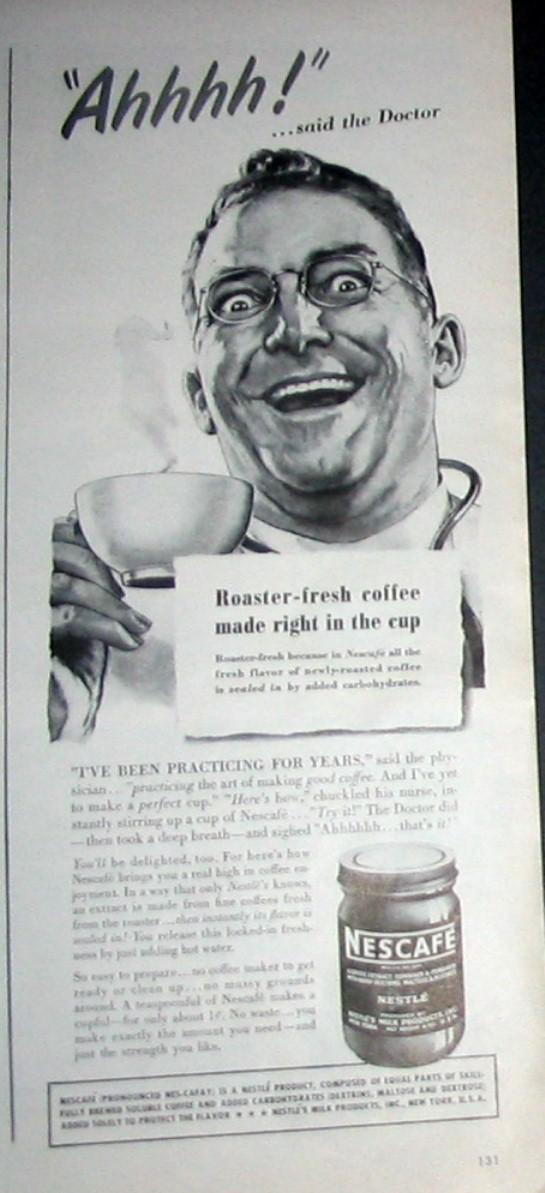 "Ahhhh!"
...said the Doctor
Roaster-fresh coffee
made right in the cup
Roaster-fresh because in Nescafé all the
fresh flavor of newly-roasted coffee
is sealed in by added carbohydrates.
"I'VE BEEN PRACTICING FOR YEARS," said the phy-
sician... "practicing the art of making good coffee. And I've yet
to make a perfect cup." "Here's how," chuckled his nurse, in-
stantly stirring up a cup of Nescafé ... "Try it!" The Doctor did
—then took a deep breath—and sighed "Ahhhhhh...that's it!"
You'll be delighted, too. For here's how
Nescafé brings you a real high in coffee en-
joyment. In a way that only Nestlé's knows,
an extract is made from fine coffees fresh
from the roaster ...then instantly its flavor is
sealed in! You release this locked-in fresh-
ness by just adding hot water.
So easy to prepare...no coffee maker to get
ready or clean up...no messy grounds
around. A teaspoonful of Nescafé makes a
cupful—for only about 1¢. No waste...you
make exactly the amount you need—and
just the strength you like.
NESCAFÉ
NESTLÉ
NESTLÉ'S MILK PRODUCTS, INC.
NEW YORK U.S.A.
NESCAFÉ (PRONOUNCED NES-CAFAY) IS A NESTLÉ PRODUCT, COMPOSED OF EQUAL PARTS OF SKILL-
FULLY BREWED SOLUBLE COFFEE AND ADDED CARBOHYDRATES (DEXTRINS, MALTOSE AND DEXTROSE)
ADDED SOLELY TO PROTECT THE FLAVOR ★ ★ ★ NESTLÉ'S MILK PRODUCTS, INC., NEW YORK, U.S.A.
131